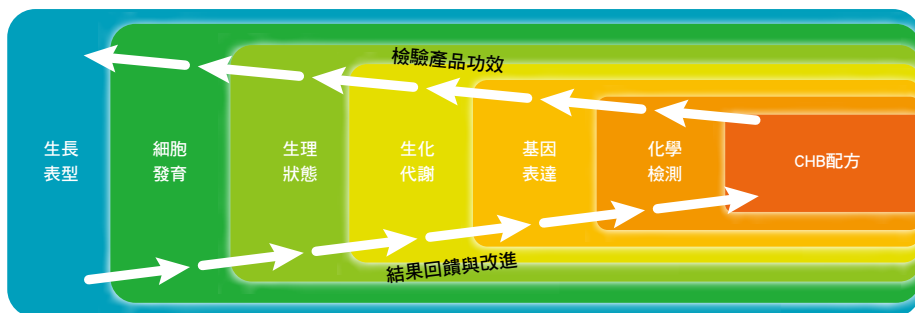 檢驗產品功效
生長
表型
細胞
發育
生理
狀態
生化
代謝
基因
表達
化學
檢測
CHB配方
結果回饋與改進